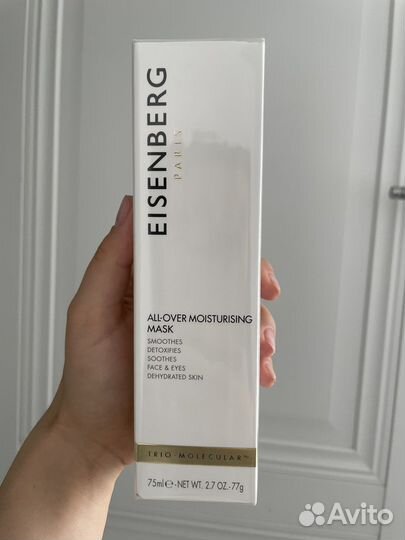 EISENBERG
PARIS
ALL-OVER MOISTURISING
MASK
SMOOTHES
DETOXIFIES
SOOTHES
FACE & EYES
DEHYDRATED SKIN
TRIO-MOLECULAR™
75ml ℮ - NET WT. 2.7 OZ.-77g
Avito